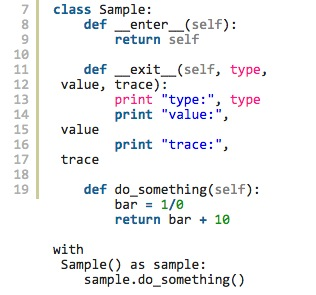 7 class Sample:
8     def __enter__(self):
9         return self
10
11     def __exit__(self, type,
12  value, trace):
13         print "type:", type
14         print "value:",
15 value
16         print "trace:",
17 trace
18
19     def do_something(self):
        bar = 1/0
        return bar + 10

with
 Sample() as sample:
    sample.do_something()